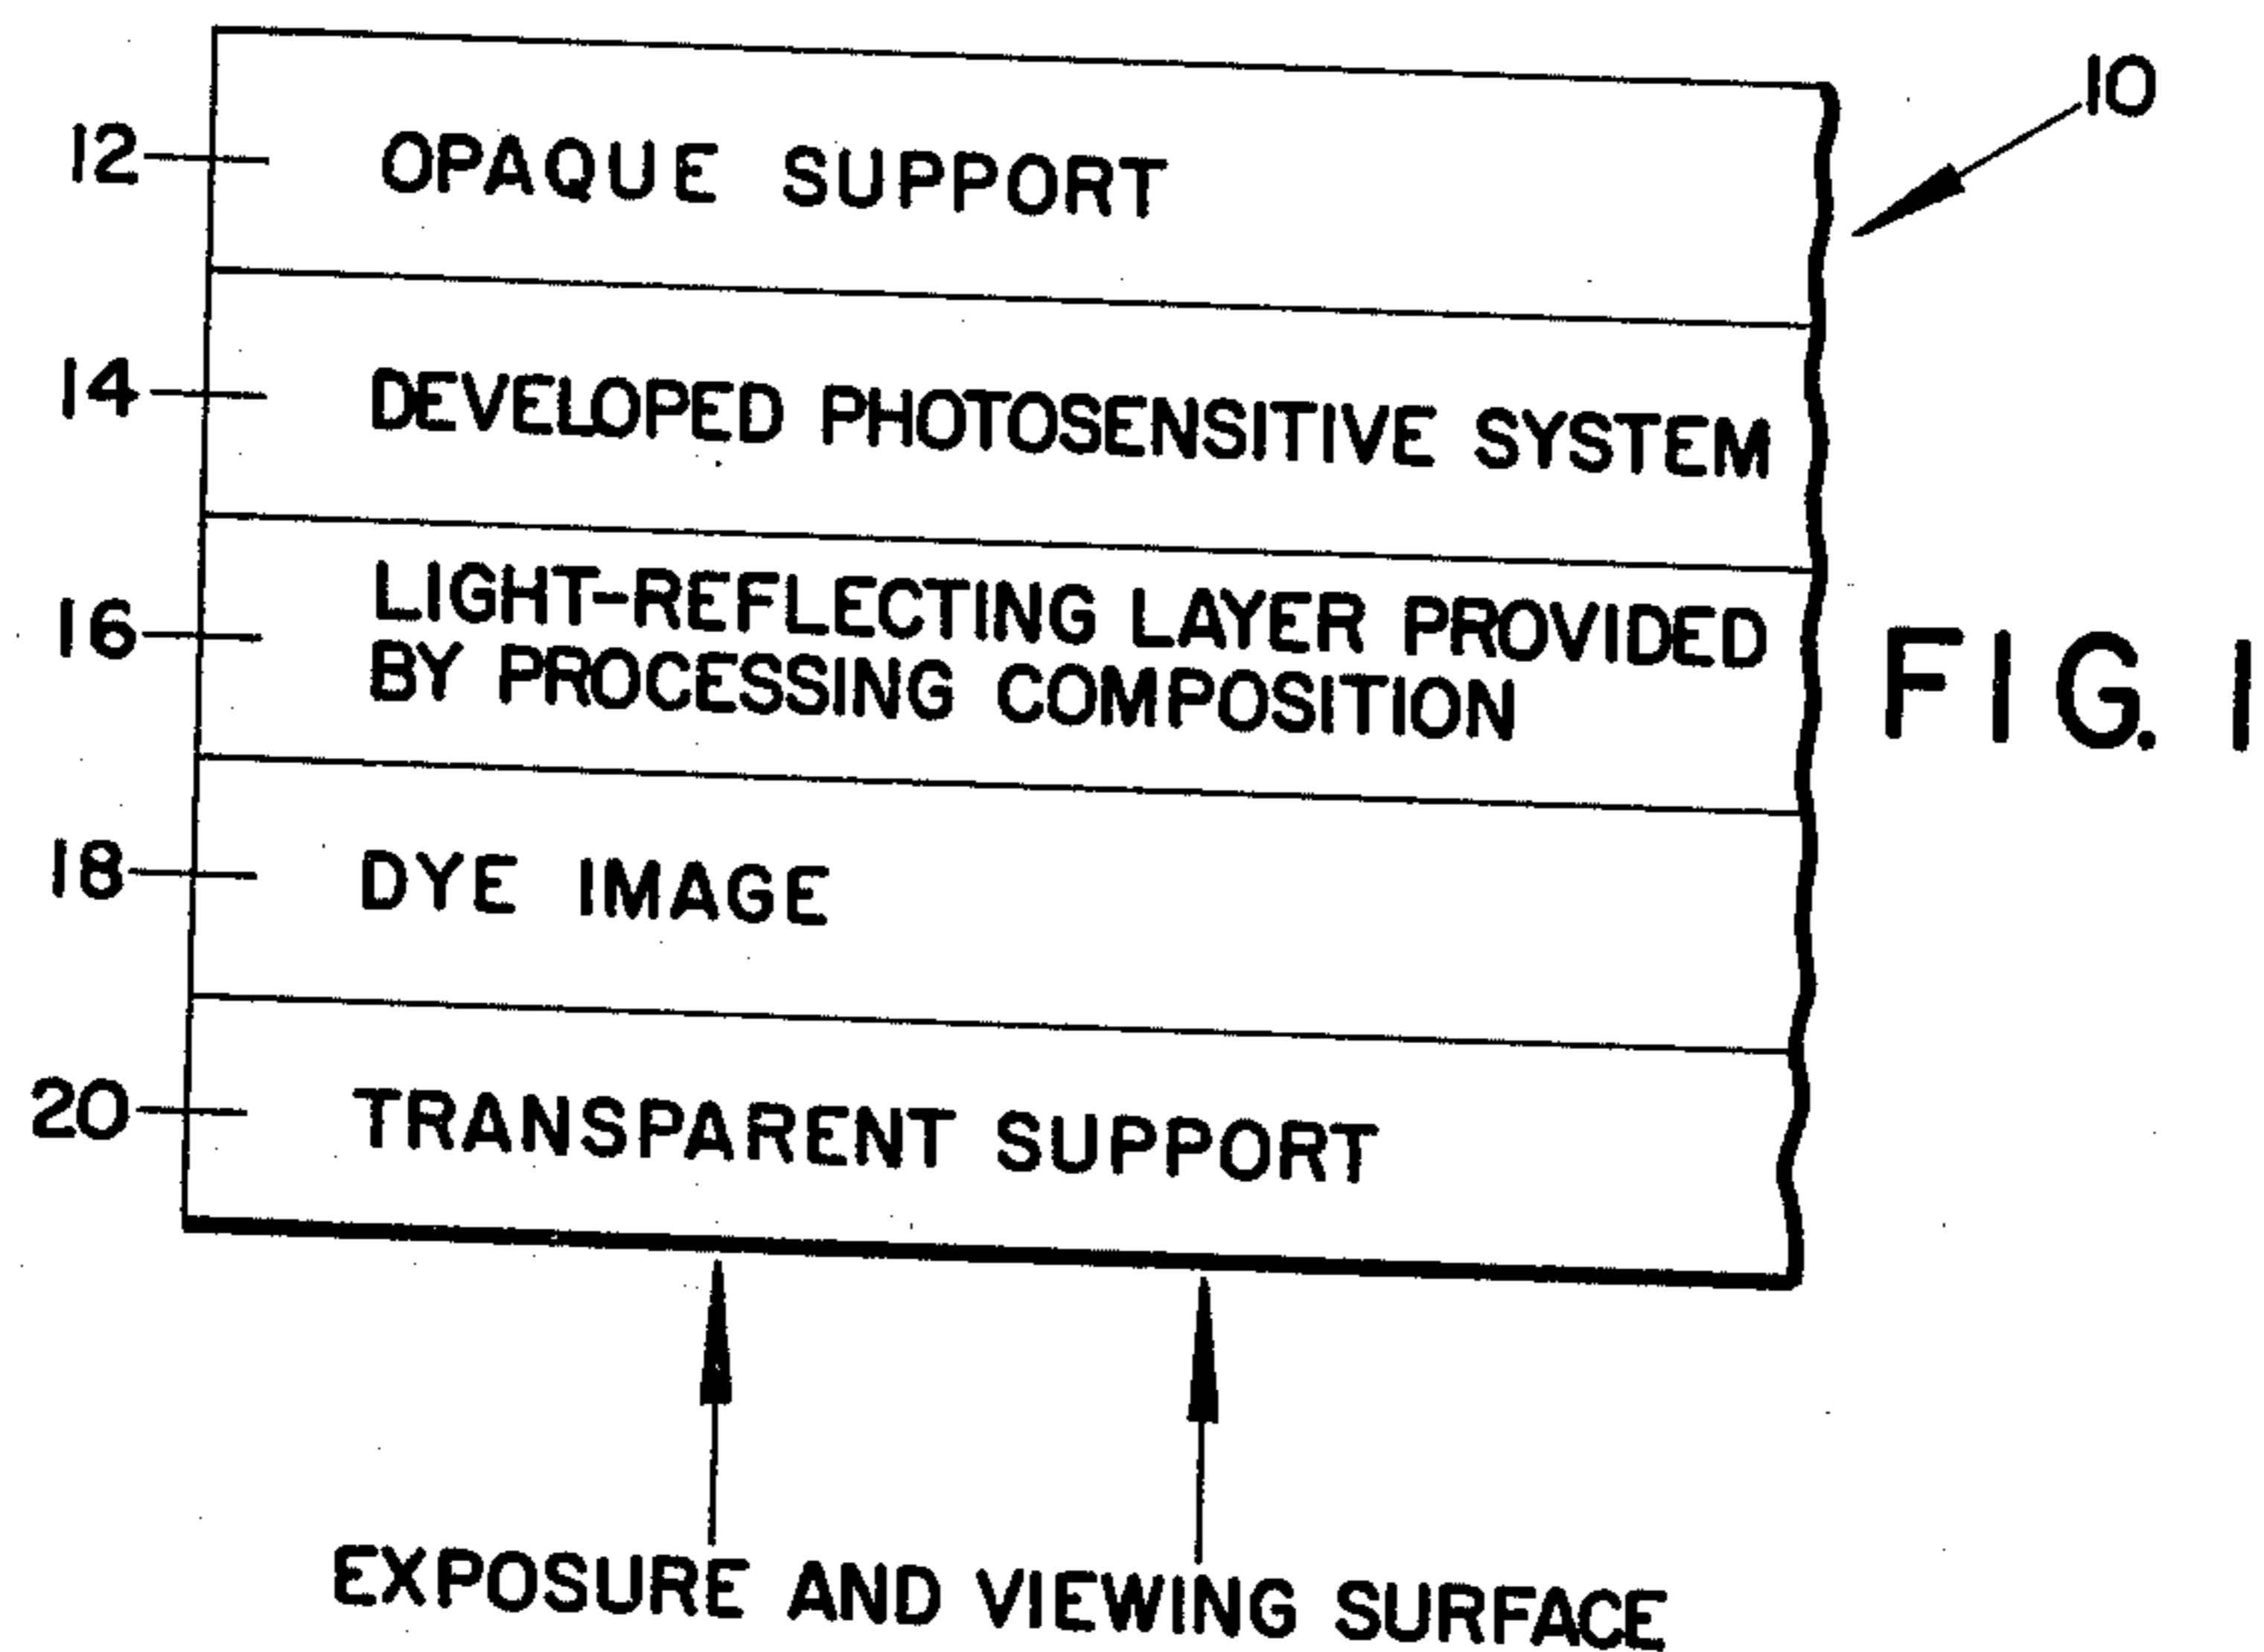 10
12 OPAQUE SUPPORT
14 DEVELOPED PHOTOSENSITIVE SYSTEM
16 LIGHT-REFLECTING LAYER PROVIDED
BY PROCESSING COMPOSITION
FIG. 1
18 DYE IMAGE
20 TRANSPARENT SUPPORT
EXPOSURE AND VIEWING SURFACE